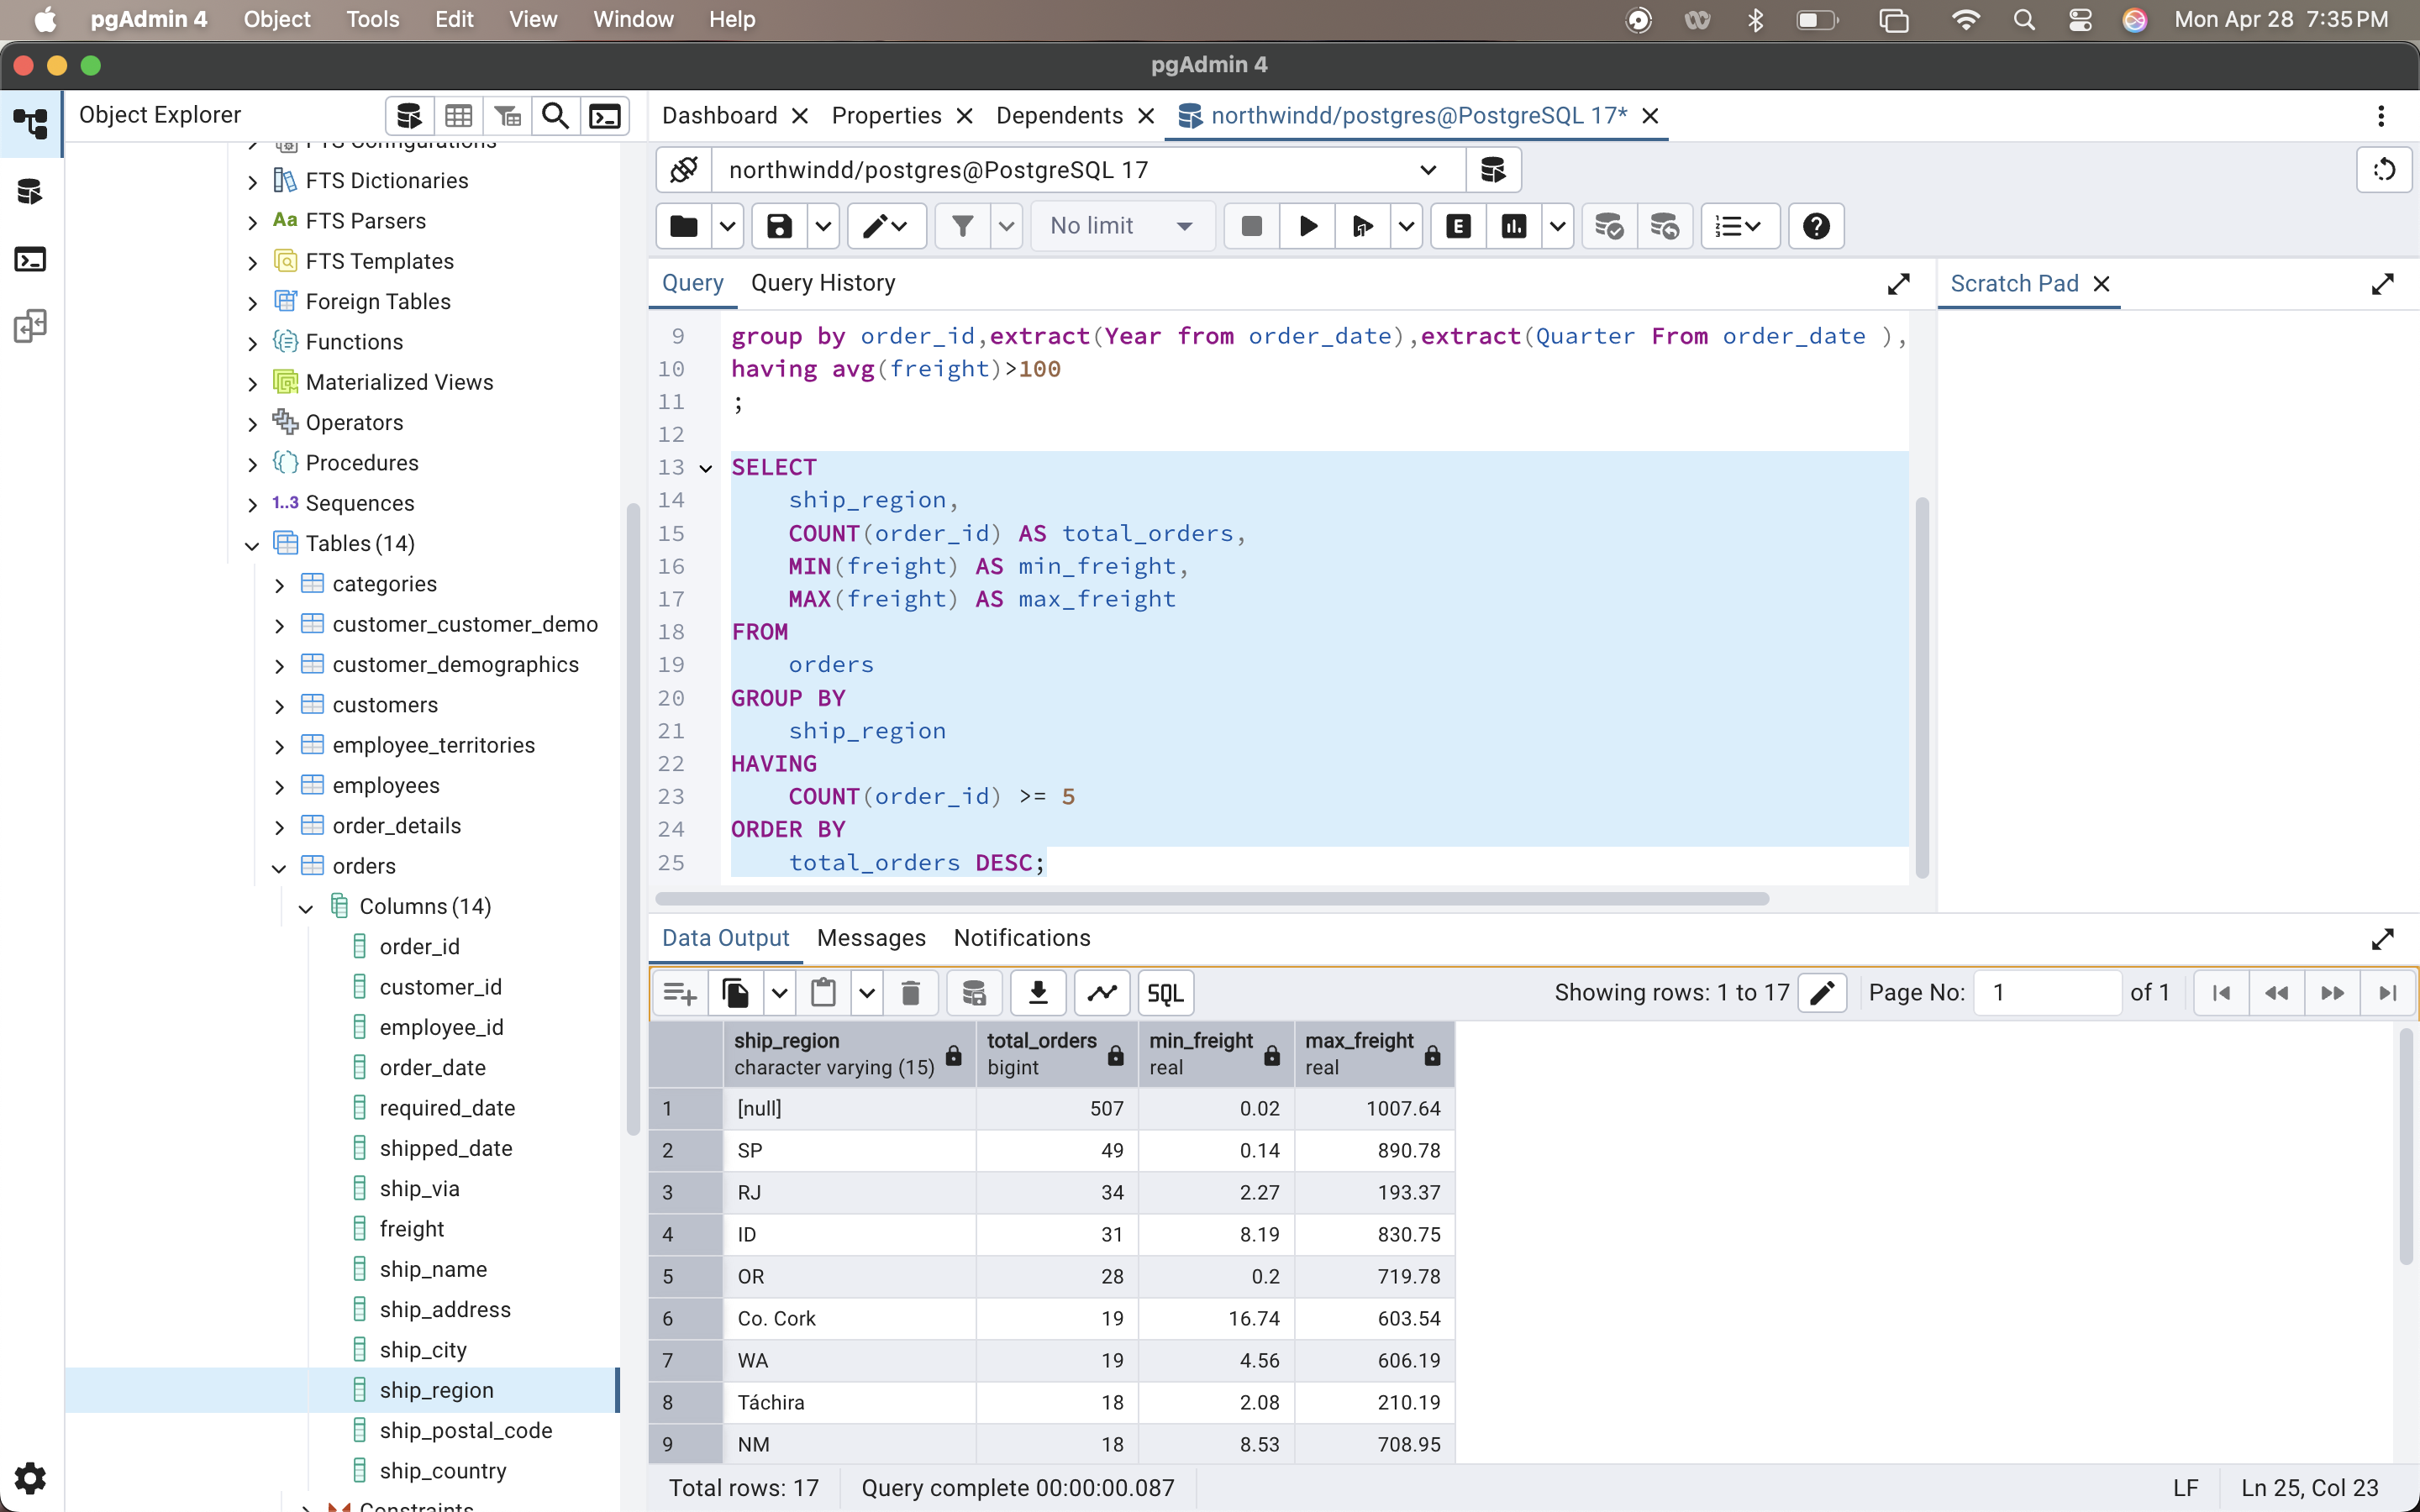 pgAdmin 4 Object Tools Edit View Window Help Mon Apr 28 7:35 PM
pgAdmin 4
Object Explorer
FTS Configurations
FTS Dictionaries
Aa FTS Parsers
FTS Templates
Foreign Tables
Functions
Materialized Views
Operators
Procedures
1..3 Sequences
Tables (14)
categories
customer_customer_demo
customer_demographics
customers
employee_territories
employees
order_details
orders
Columns (14)
order_id
customer_id
employee_id
order_date
required_date
shipped_date
ship_via
freight
ship_name
ship_address
ship_city
ship_region
ship_postal_code
ship_country
Constraints
Dashboard Properties Dependents northwindd/postgres@PostgreSQL 17*
northwindd/postgres@PostgreSQL 17
No limit E
Query Query History
Scratch Pad
9 group by order_id,extract(Year from order_date),extract(Quarter From order_date ),
10 having avg(freight)>100
11 ;
12
13 SELECT
14 ship_region,
15 COUNT(order_id) AS total_orders,
16 MIN(freight) AS min_freight,
17 MAX(freight) AS max_freight
18 FROM
19 orders
20 GROUP BY
21 ship_region
22 HAVING
23 COUNT(order_id) >= 5
24 ORDER BY
25 total_orders DESC;
Data Output Messages Notifications
SQL Showing rows: 1 to 17 Page No: 1 of 1
ship_region total_orders min_freight max_freight
character varying (15) bigint real real
1 [null] 507 0.02 1007.64
2 SP 49 0.14 890.78
3 RJ 34 2.27 193.37
4 ID 31 8.19 830.75
5 OR 28 0.2 719.78
6 Co. Cork 19 16.74 603.54
7 WA 19 4.56 606.19
8 Táchira 18 2.08 210.19
9 NM 18 8.53 708.95
Total rows: 17 Query complete 00:00:00.087 LF Ln 25, Col 23